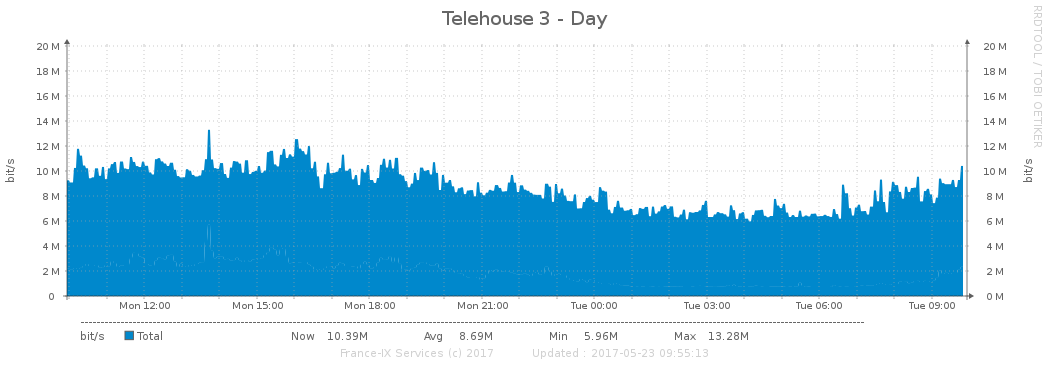 Telehouse 3 - Day
RRDTOOL / TOBI OETIKER
bit/s
20 M 20 M
18 M 18 M
16 M 16 M
14 M 14 M
12 M 12 M
10 M 10 M
8 M 8 M
6 M 6 M
4 M 4 M
2 M 2 M
0 0 M
bit/s
Mon 12:00 Mon 15:00 Mon 18:00 Mon 21:00 Tue 00:00 Tue 03:00 Tue 06:00 Tue 09:00
bit/s Total Now 10.39M Avg 8.69M Min 5.96M Max 13.28M
France-IX Services (c) 2017 Updated : 2017-05-23 09:55:13